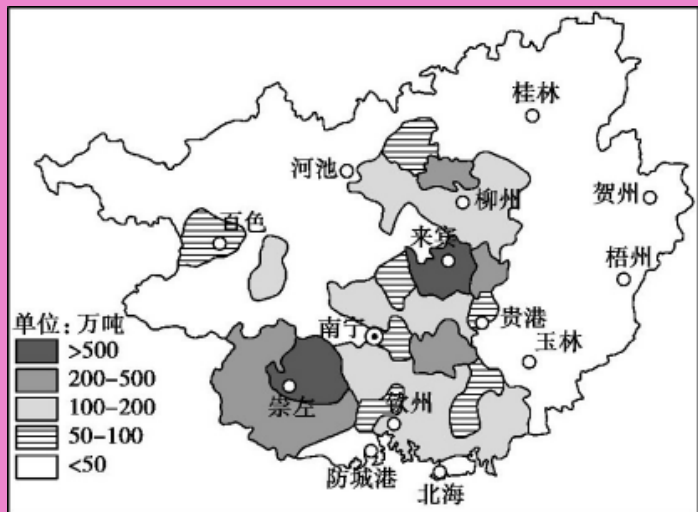 桂林
河池
柳州
贺州
百色
来宾
梧州
单位：万吨
南宁
贵港
>500
玉林
200-500
崇左
100-200
钦州
50-100
<50
防城港
北海